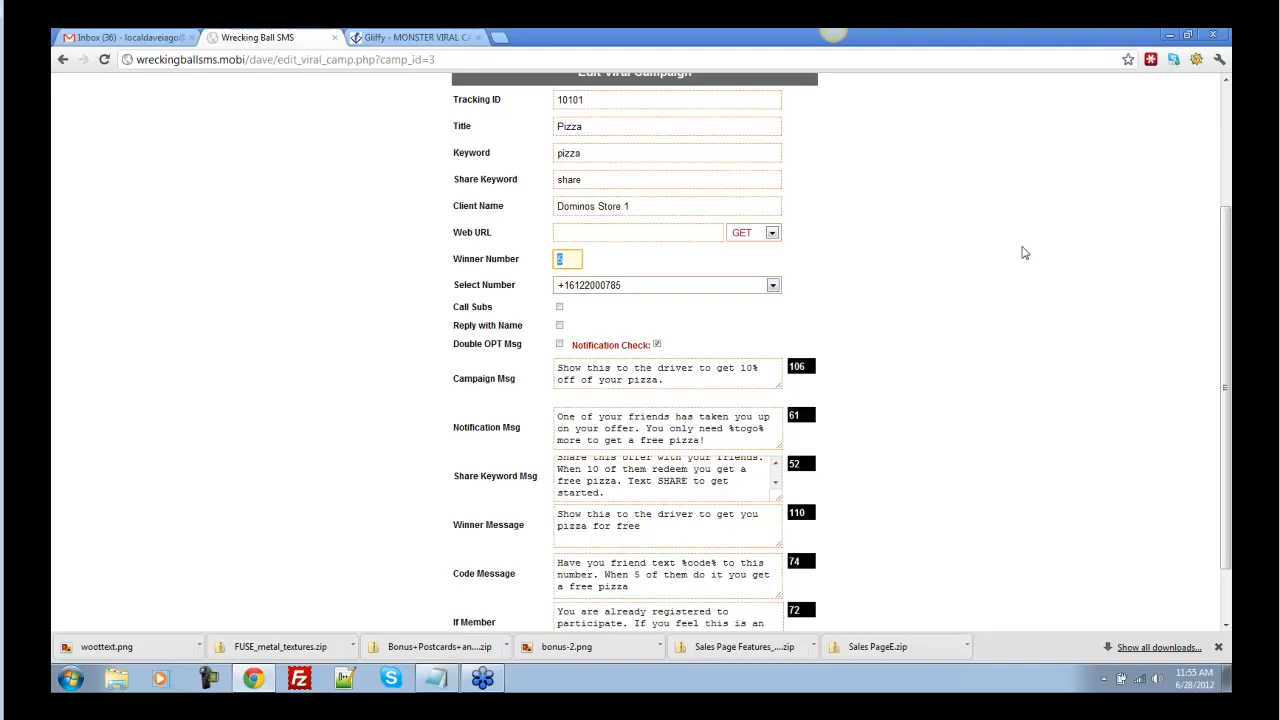 Inbox (36) - localdaveiago@
Wrecking Ball SMS
Gliffy - MONSTER VIRAL CA
wreckingballsms.mobi/dave/edit_viral_camp.php?camp_id=3
Edit Viral Campaign
Tracking ID 10101
Title Pizza
Keyword pizza
Share Keyword share
Client Name Dominos Store 1
Web URL GET
Winner Number 5
Select Number +16122000785
Call Subs
Reply with Name
Double OPT Msg Notification Check:
Campaign Msg
Show this to the driver to get 10%
off of your pizza.
106
Notification Msg
One of your friends has taken you up
on your offer. You only need %togo%
more to get a free pizza!
61
Share Keyword Msg
Share this offer with your friends.
When 10 of them redeem you get a
free pizza. Text SHARE to get
started.
52
Winner Message
Show this to the driver to get you
pizza for free
110
Code Message
Have you friend text %code% to this
number. When 5 of them do it you get
a free pizza
74
If Member
You are already registered to
participate. If you feel this is an
72
woottext.png
FUSE_metal_textures.zip
Bonus+Postcards+an....zip
bonus-2.png
Sales Page Features_....zip
Sales PageE.zip
Show all downloads...
11:55 AM
6/28/2012